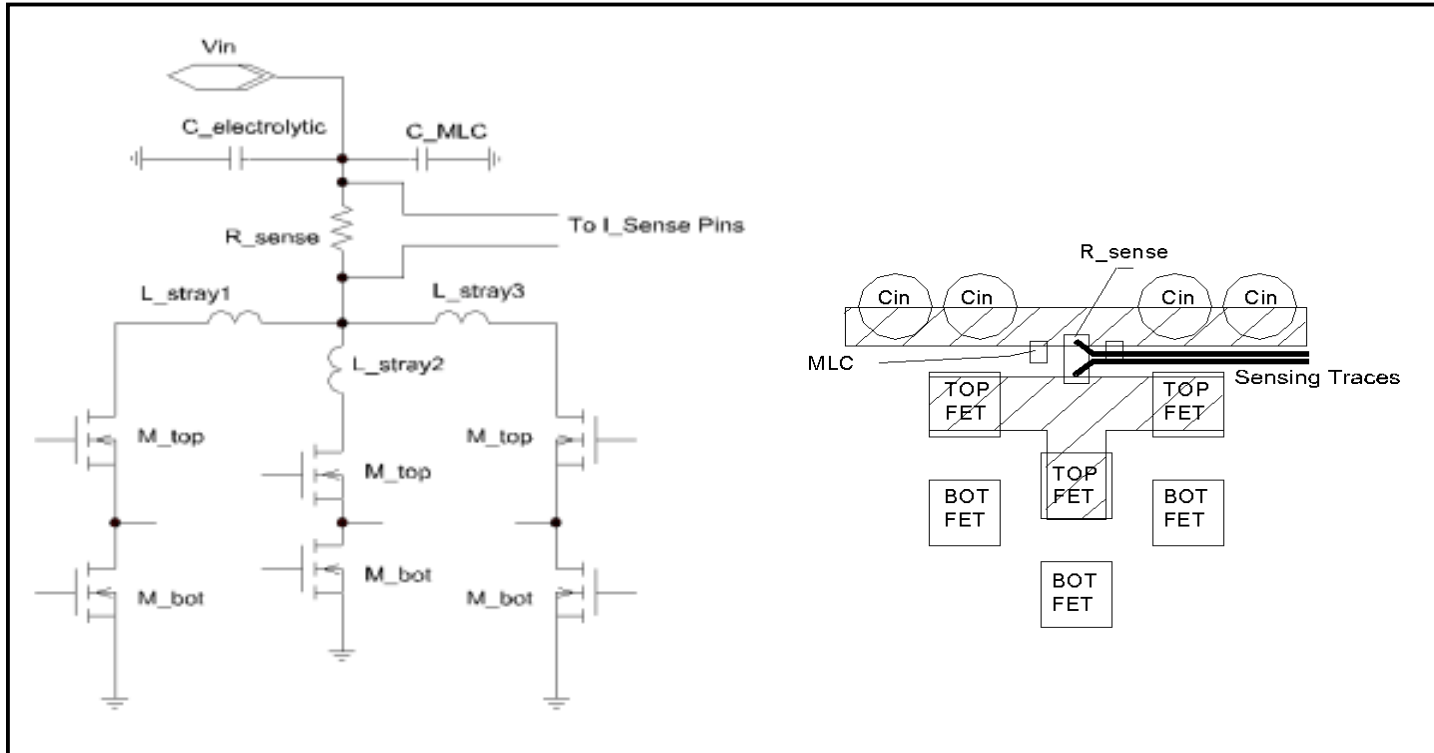 Vin
C_electrolytic
C_MLC
R_sense
To I_Sense Pins
L_stray1
L_stray3
L_stray2
M_top
M_top
M_top
M_bot
M_bot
M_bot
R_sense
Cin
Cin
Cin
Cin
MLC
Sensing Traces
TOP
FET
TOP
FET
TOP
FET
BOT
FET
BOT
FET
BOT
FET